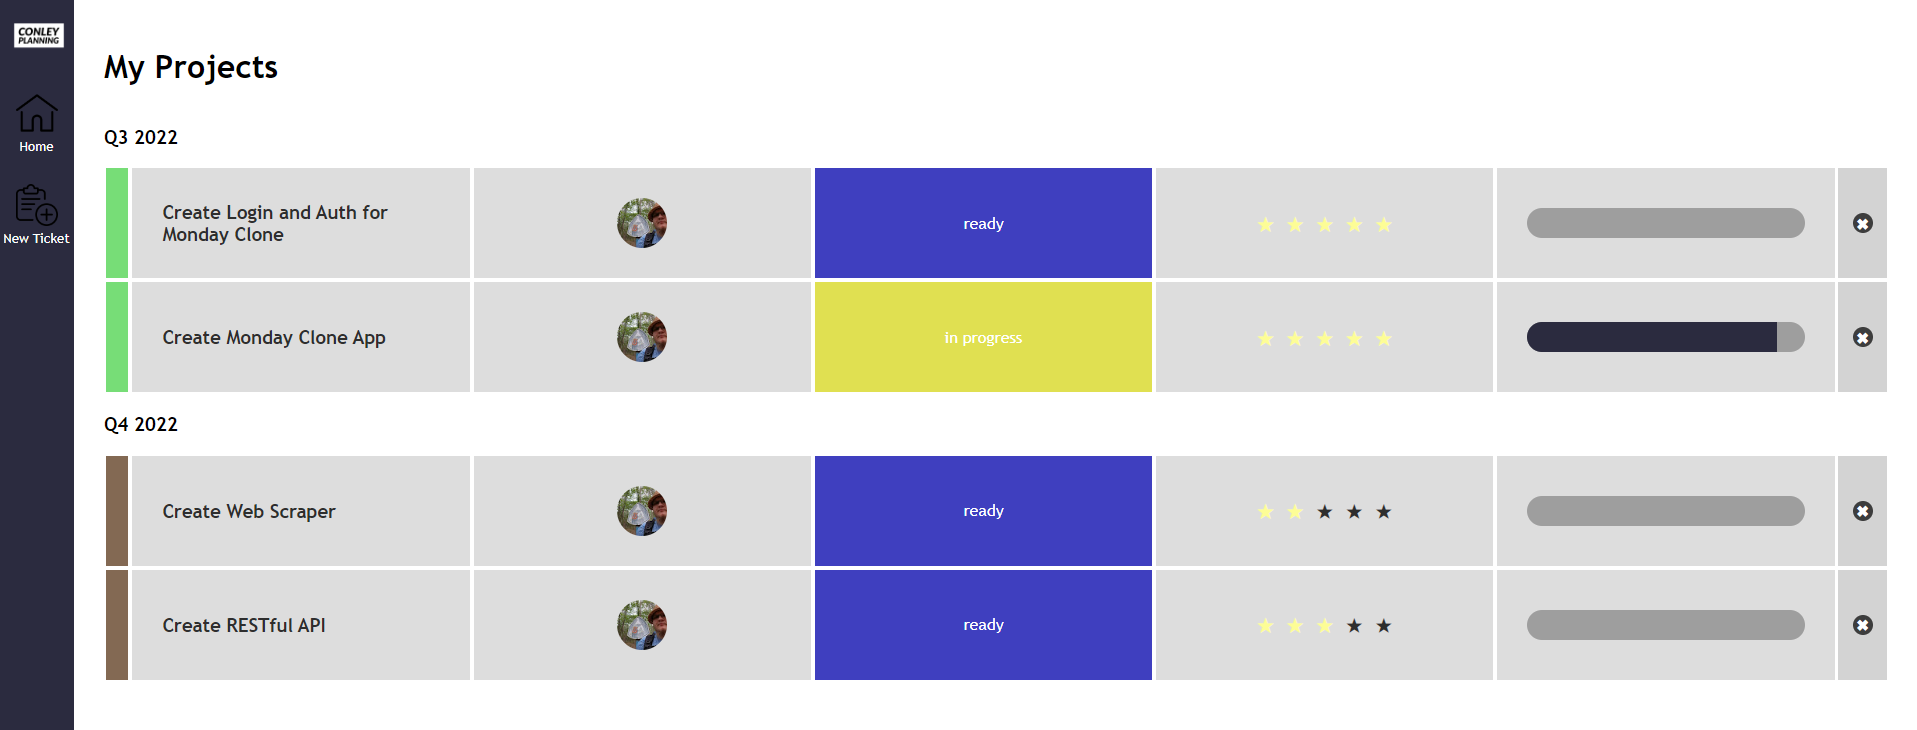 CONLEY
PLANNING
Home
New Ticket
My Projects
Q3 2022
Create Login and Auth for
Monday Clone
ready
Create Monday Clone App
in progress
Q4 2022
Create Web Scraper
ready
Create RESTful API
ready